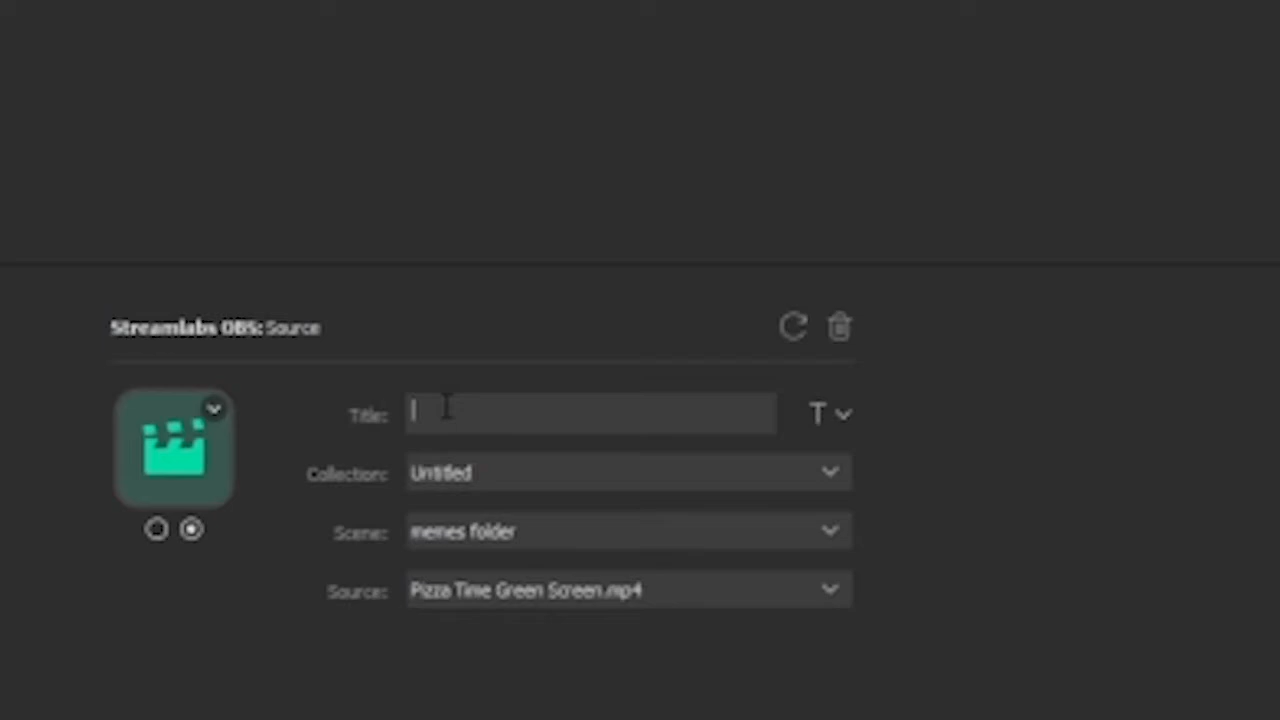 Streamlabs OBS: Source
Title:
T
Collection: Untitled
Scene: memes folder
Source: Pizza Time Green Screen.mp4